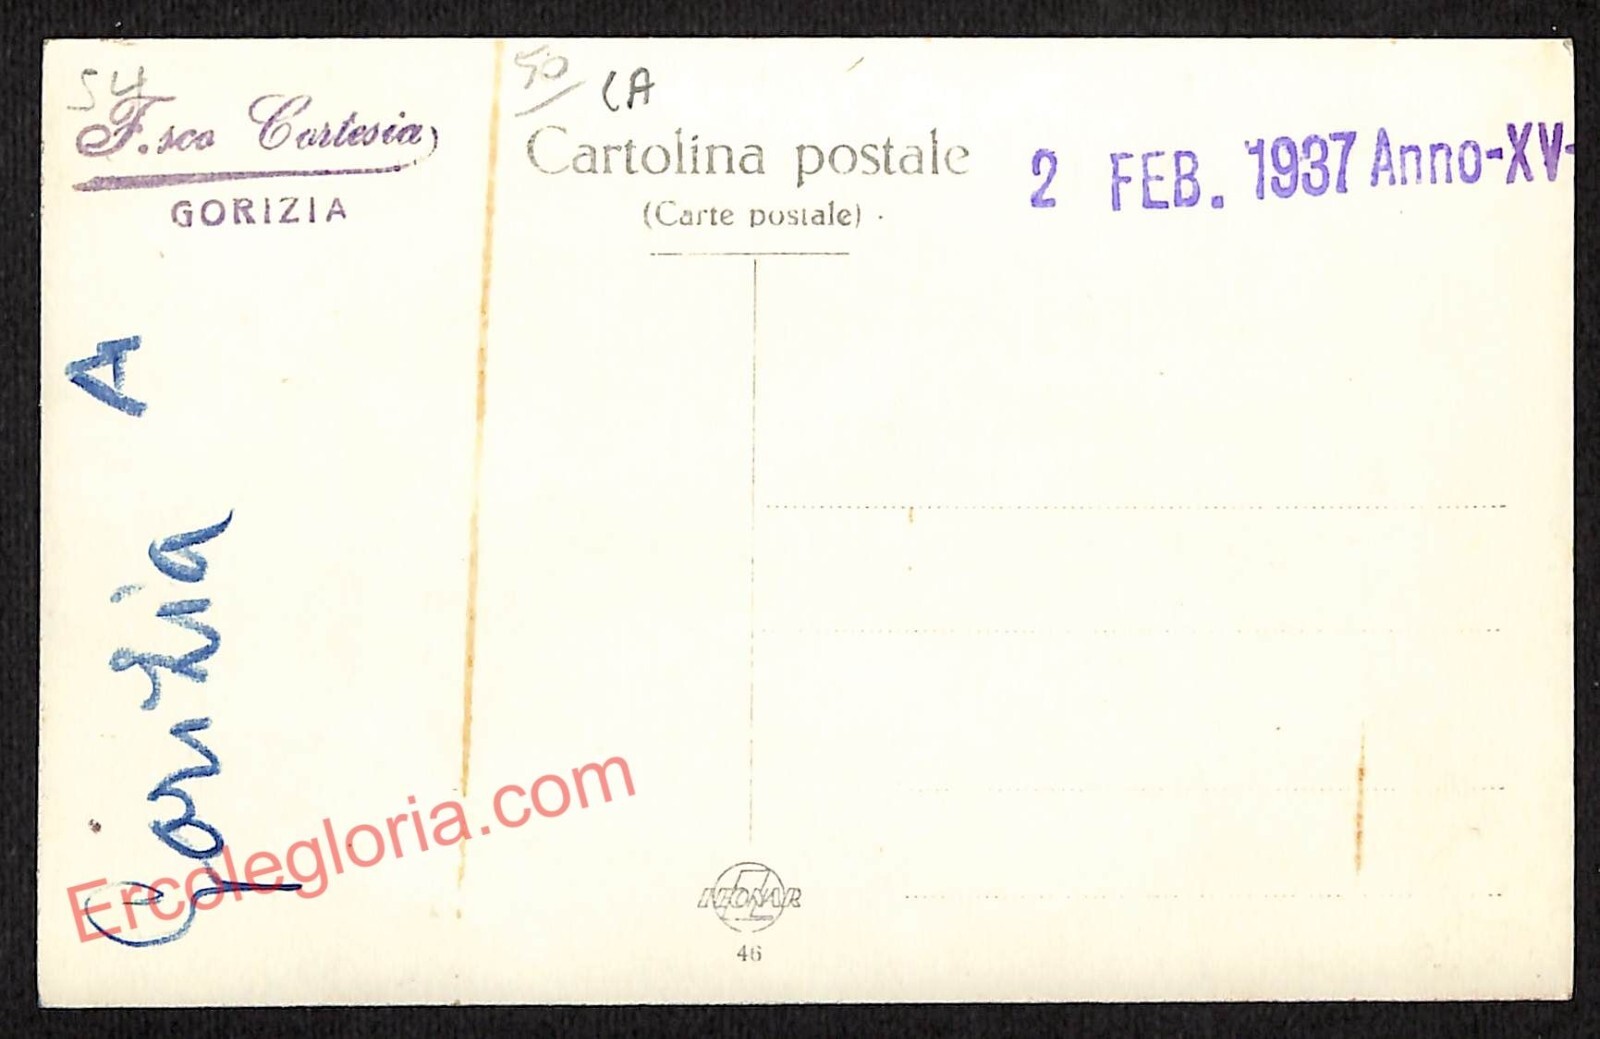 54
F.sco Cortesia
GORIZIA
50
CA
Cartolina postale
(Carte postale)
2 FEB. 1937 Anno-XV-
Gorizia A
Ercolegloria.com
NEOSAR
46